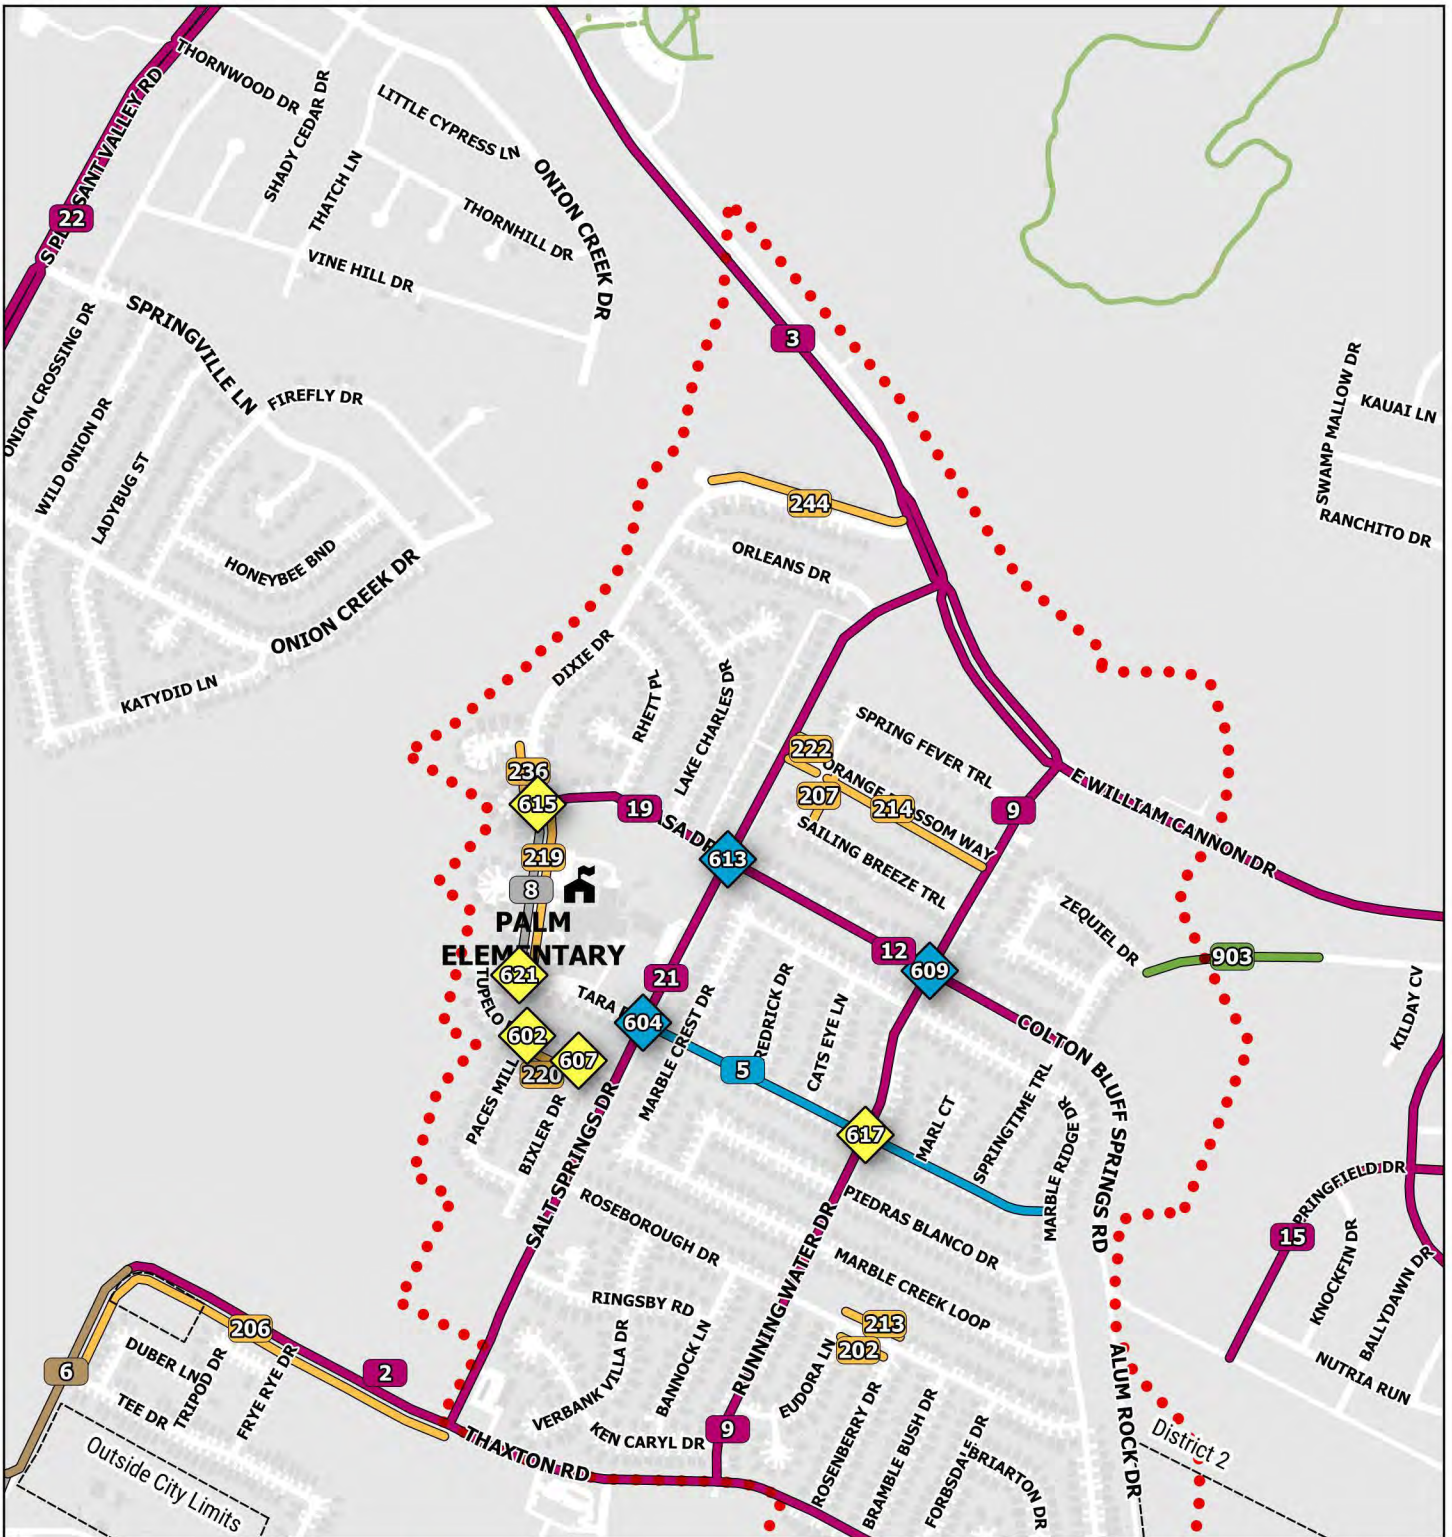 THORNWOOD DR
S PL
SANT VALLEY RD
22
SHADY CEDAR DR
LITTLE CYPRESS LN
THATCH LN
ONION CREEK DR
THORNHILL DR
VINE HILL DR
3
SPRINGVILLE LN
ONION CROSSING DR
WILD ONION DR
LADYBUG ST
FIREFLY DR
HONEYBEE BND
ONION CREEK DR
KATYDID LN
SWAMP MALLOW DR
KAUAI LN
RANCHITO DR
244
ORLEANS DR
DIXIE DR
RHETT PL
LAKE CHARLES DR
SPRING FEVER TRL
222
ORANGE
OSSOM WAY
207
214
9
E WILLIAM CANNON DR
236
615
19
ASA DR
SAILING BREEZE TRL
613
219
8
PALM
ELEMENTARY
621
TUPELO
12
609
ZEQUIEL DR
903
KILDAY CV
21
TARA
604
602
607
220
PACES MILL
BIXLER DR
MARBLE CREST DR
REDRICK DR
CATS EYE LN
5
COLTON BLUFF SPRINGS RD
617
MARL CT
SPRINGTIME TRL
MARBLE RIDGE DR
SALT SPRINGS DR
ROSEBOROUGH DR
PIEDRAS BLANCO DR
MARBLE CREEK LOOP
RUNNING WATER DR
PRINGFIELD DR
15
KNOCKFIN DR
BALLYDAWN DR
NUTRIA RUN
RINGSBY RD
213
202
206
2
6
DUBER LN
TRIPOD DR
TEE DR
FRYE RYE DR
VERBANK VILLA DR
BANNOCK LN
EUDORA LN
KEN CARYL DR
9
ROSENBERRY DR
BRAMBLE BUSH DR
FORBSDALE DR
BRIARTON DR
ALUM ROCK DR
THAXTON RD
District 2
Outside City Limits